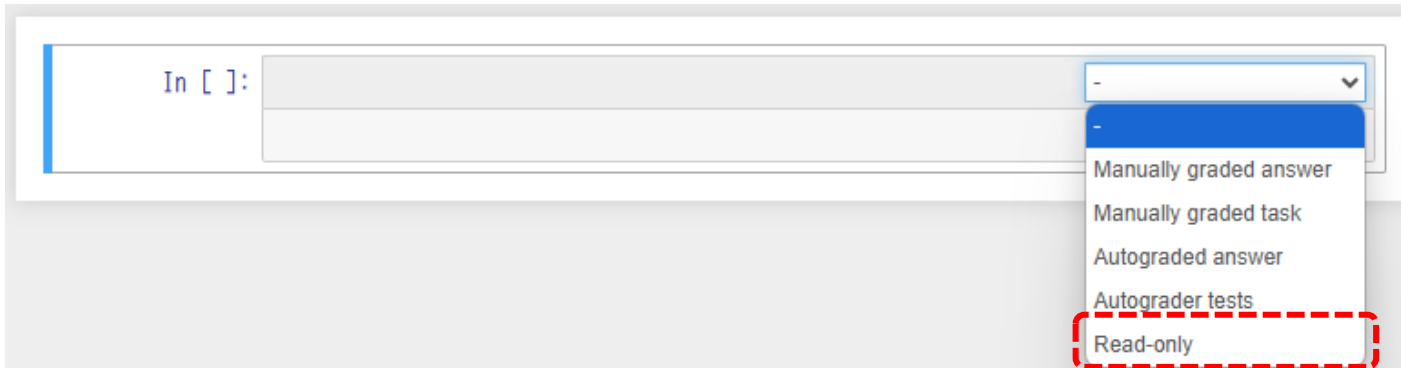 In [ ]:
-
-
Manually graded answer
Manually graded task
Autograded answer
Autograder tests
Read-only